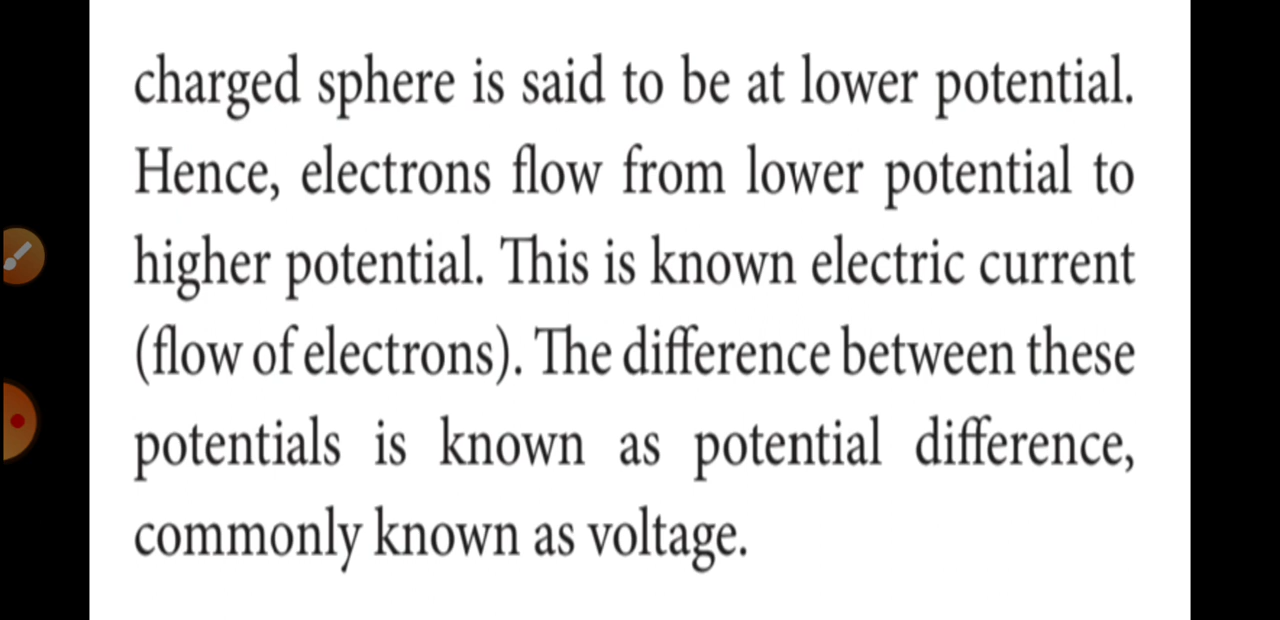 charged sphere is said to be at lower potential.
Hence, electrons flow from lower potential to
higher potential. This is known electric current
(flow of electrons). The difference between these
potentials is known as potential difference,
commonly known as voltage.